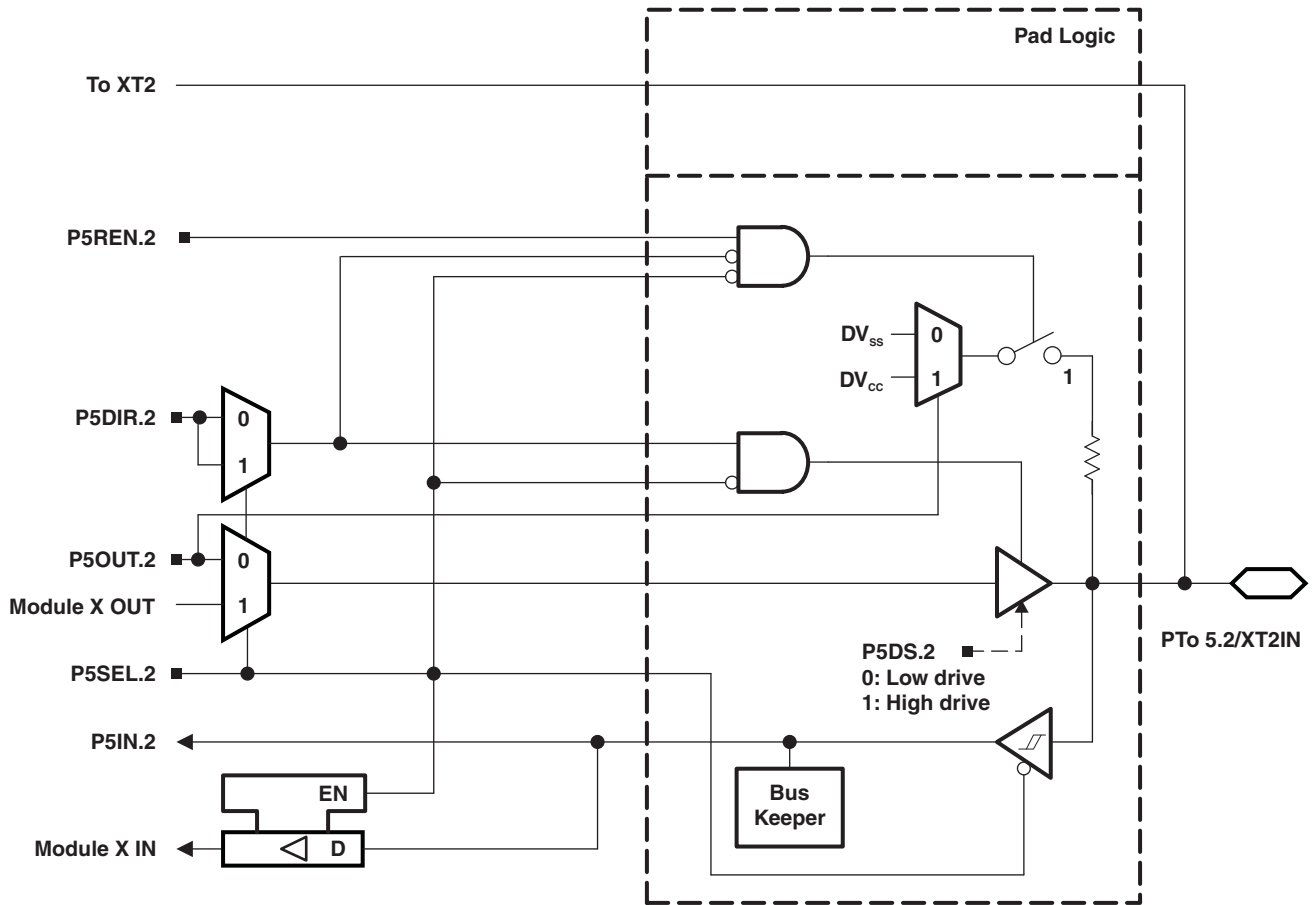 Pad Logic
To XT2
P5REN.2
DVSS
0
DVCC
1
1
P5DIR.2
0
1
P5OUT.2
0
Module X OUT
1
PTo 5.2/XT2IN
P5DS.2
0: Low drive
1: High drive
P5SEL.2
P5IN.2
EN
Bus
Keeper
Module X IN
D